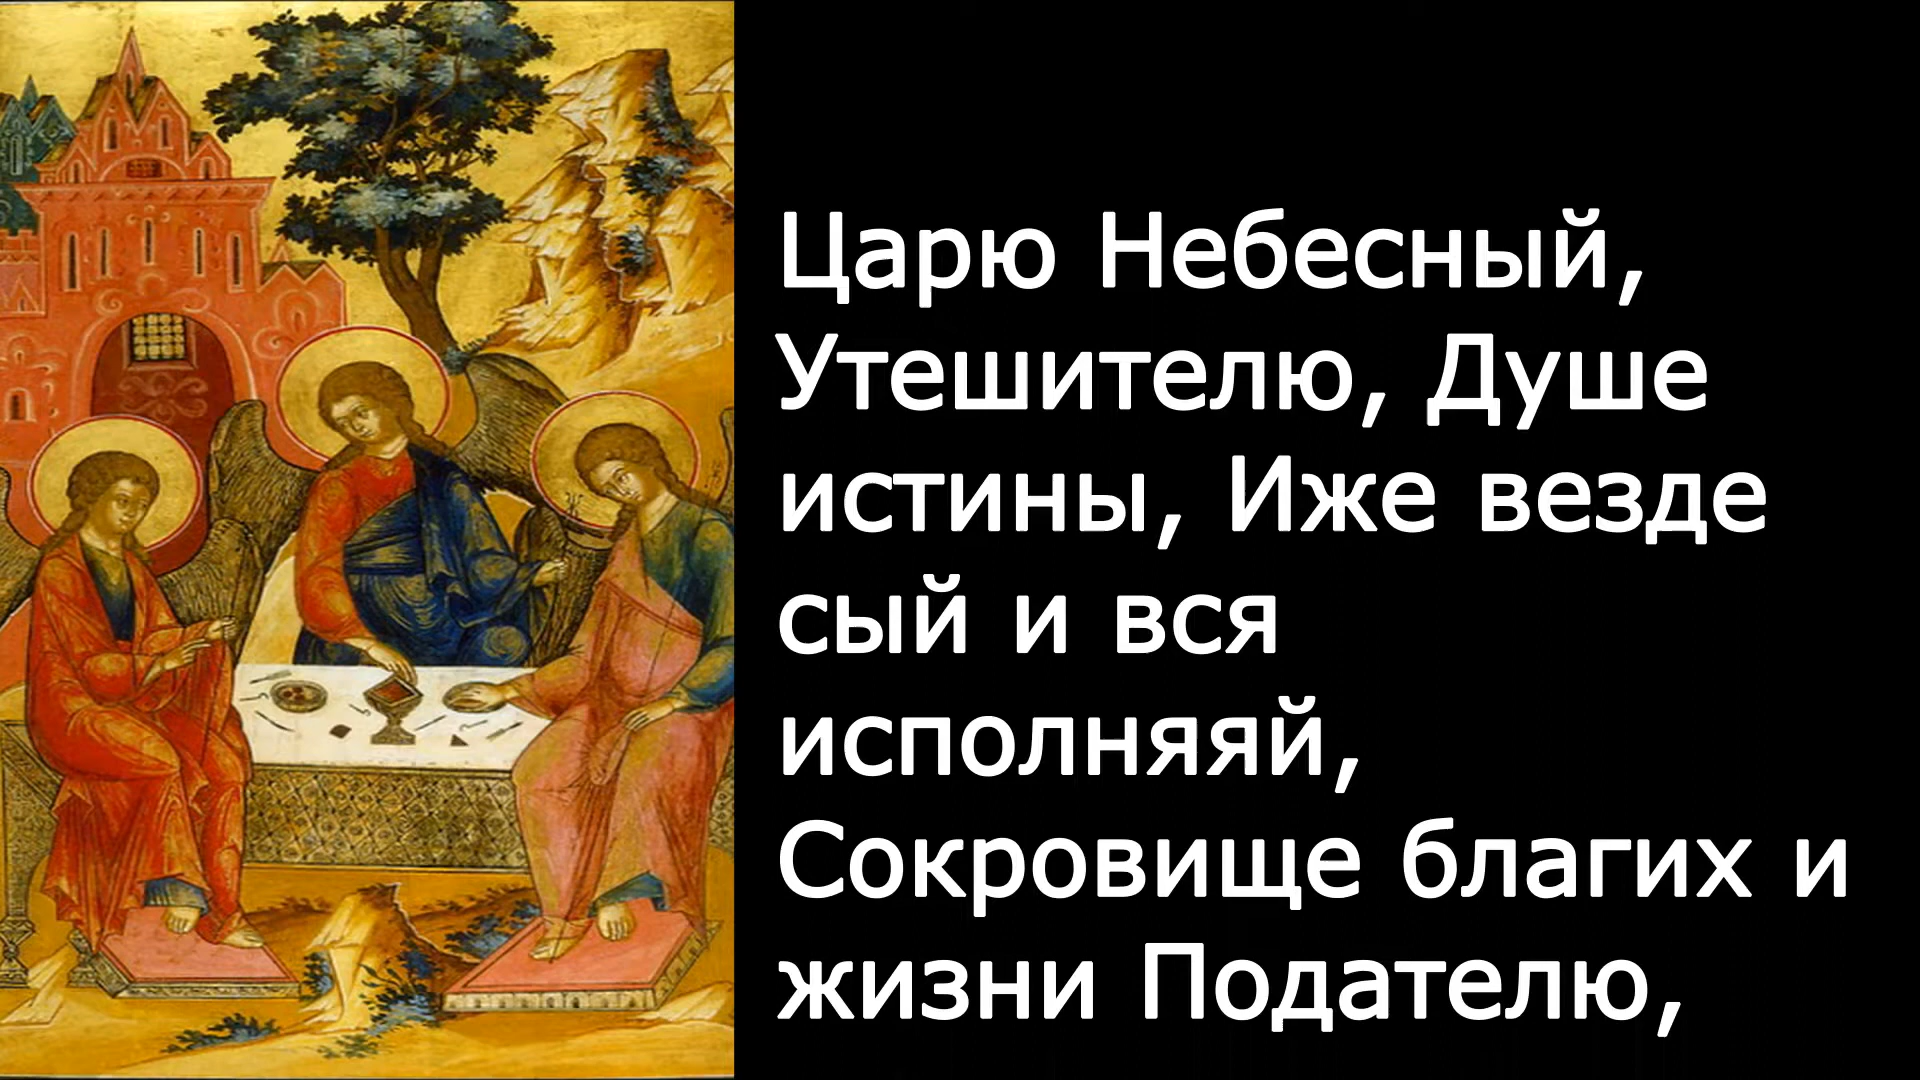 Царю Небесный,
Утешителю, Душе
истины, Иже везде
сый и вся
исполняяй,
Сокровище благих и
жизни Подателю,